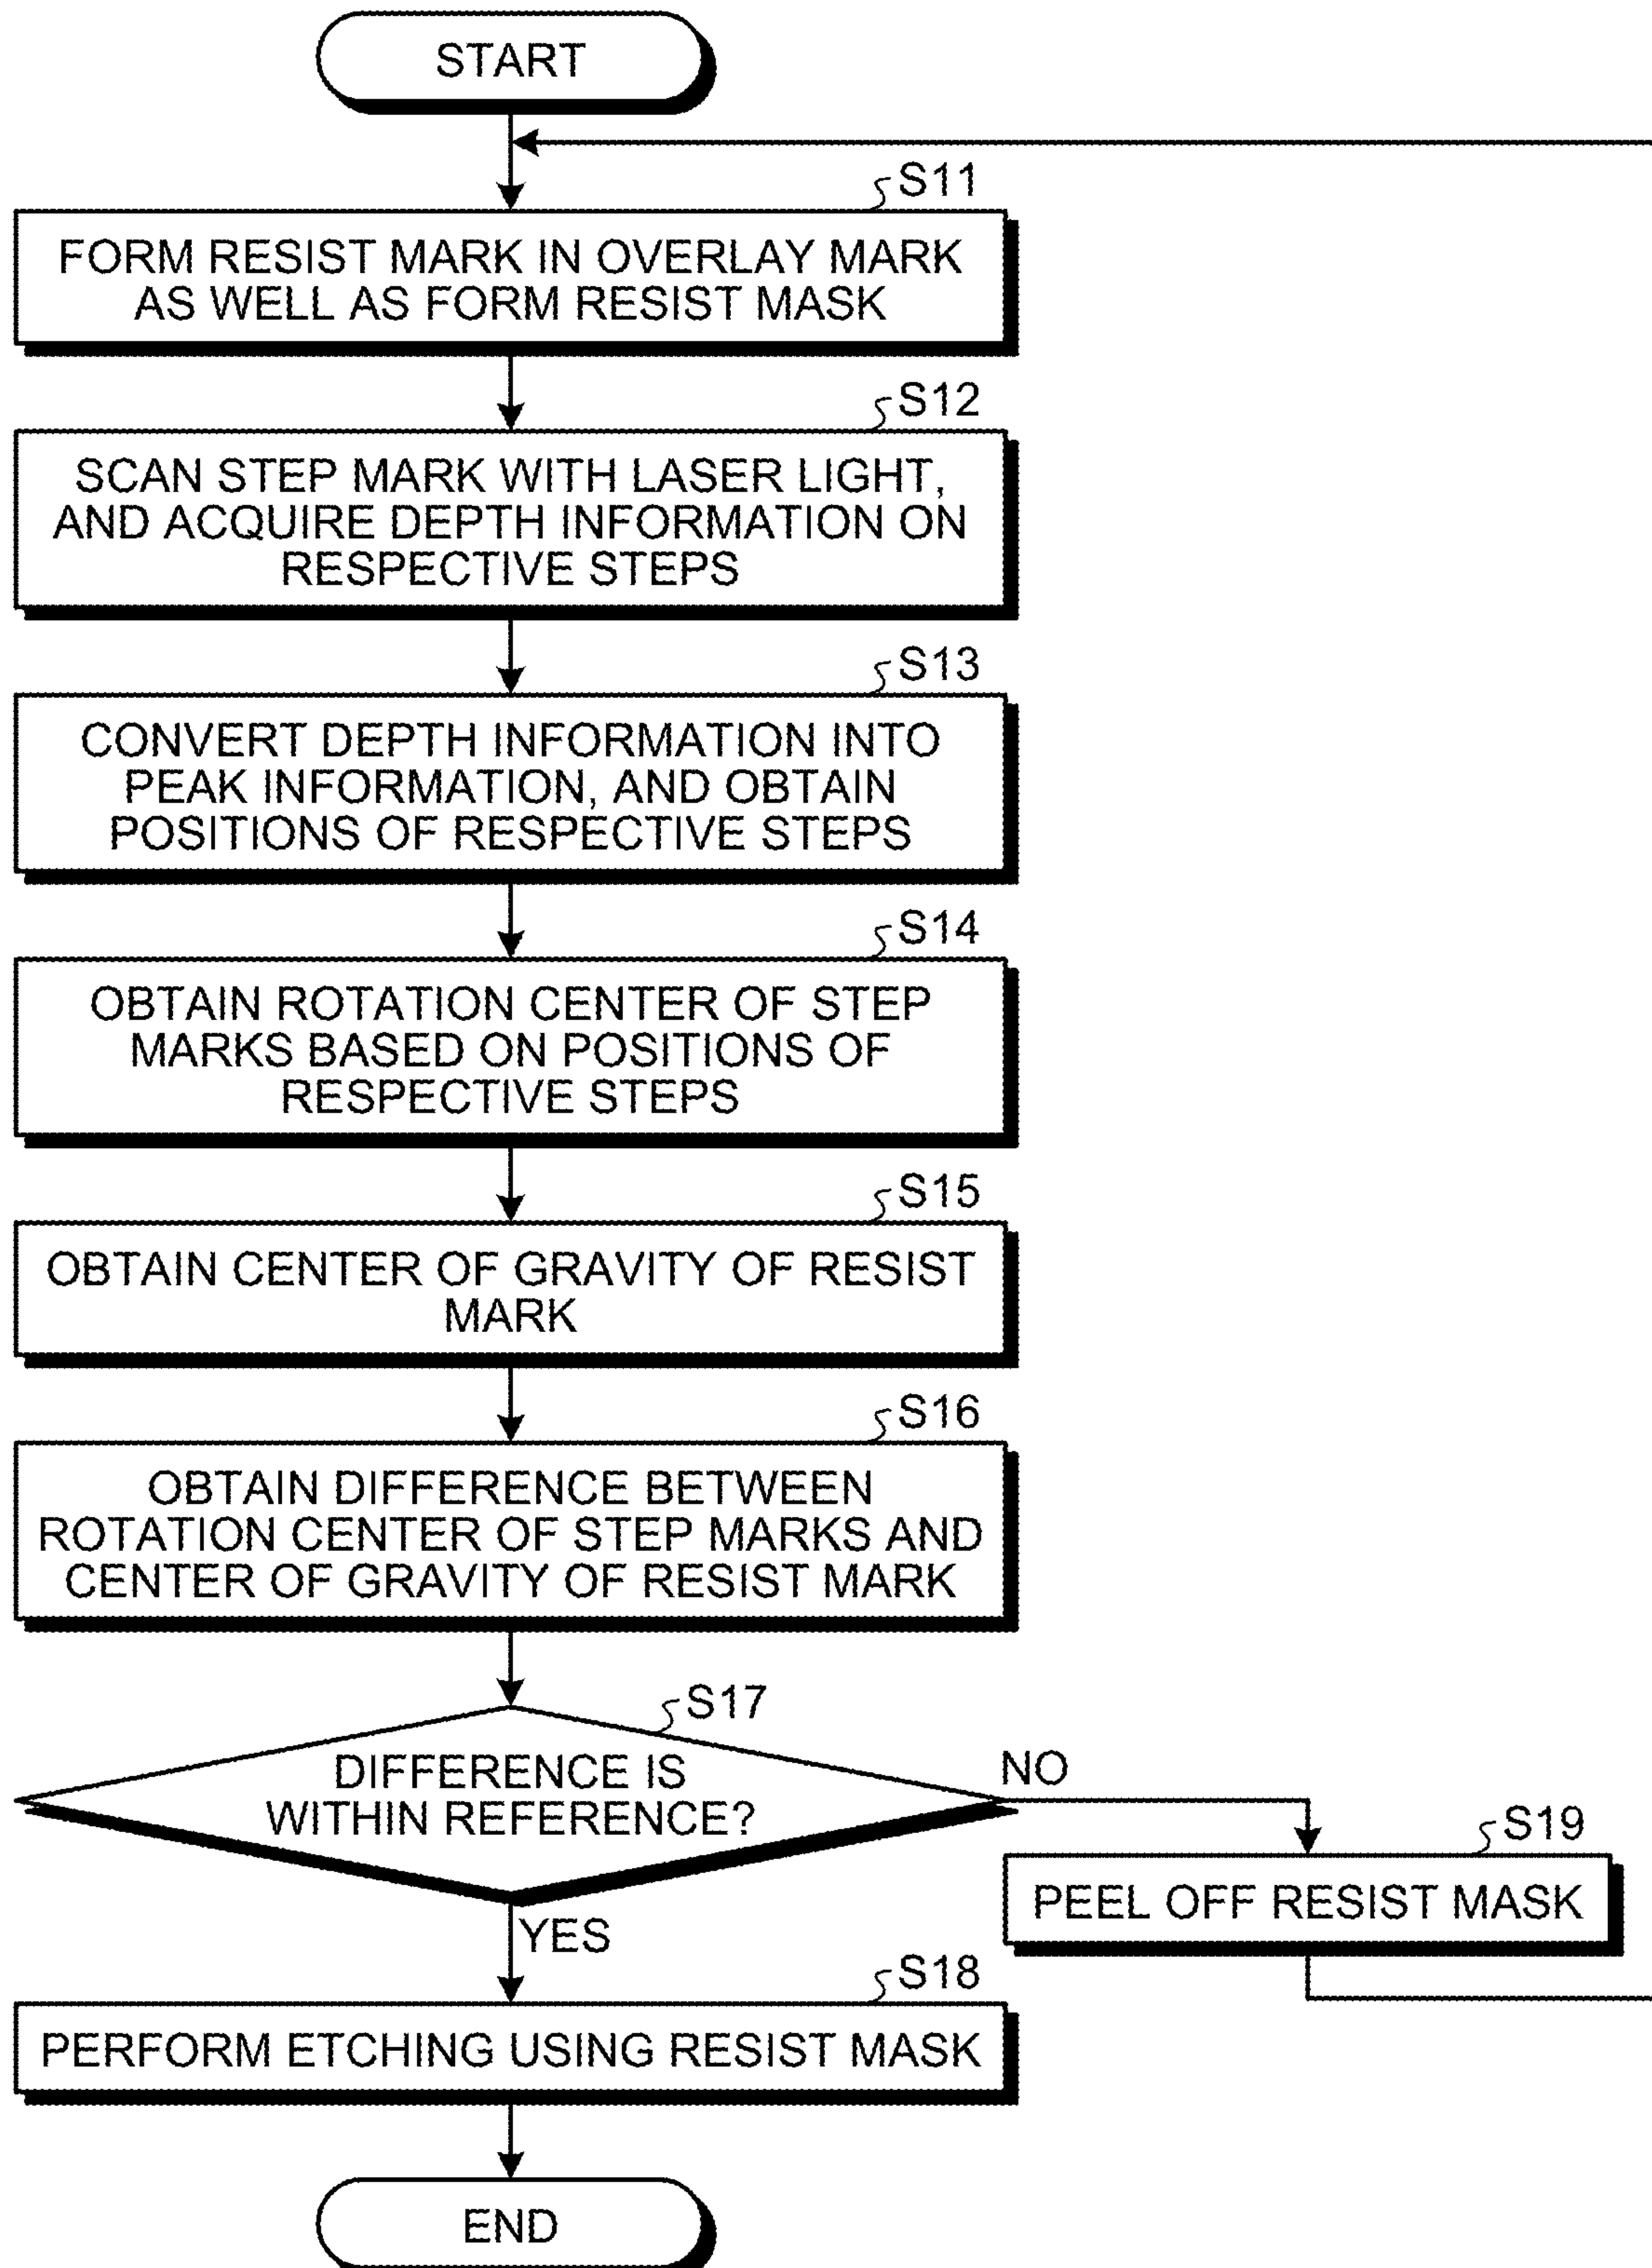 START
S11
FORM RESIST MARK IN OVERLAY MARK
AS WELL AS FORM RESIST MASK
S12
SCAN STEP MARK WITH LASER LIGHT,
AND ACQUIRE DEPTH INFORMATION ON
RESPECTIVE STEPS
S13
CONVERT DEPTH INFORMATION INTO
PEAK INFORMATION, AND OBTAIN
POSITIONS OF RESPECTIVE STEPS
S14
OBTAIN ROTATION CENTER OF STEP
MARKS BASED ON POSITIONS OF
RESPECTIVE STEPS
S15
OBTAIN CENTER OF GRAVITY OF RESIST
MARK
S16
OBTAIN DIFFERENCE BETWEEN
ROTATION CENTER OF STEP MARKS AND
CENTER OF GRAVITY OF RESIST MARK
S17
DIFFERENCE IS
WITHIN REFERENCE?
NO
S19
PEEL OFF RESIST MASK
YES
S18
PERFORM ETCHING USING RESIST MASK
END